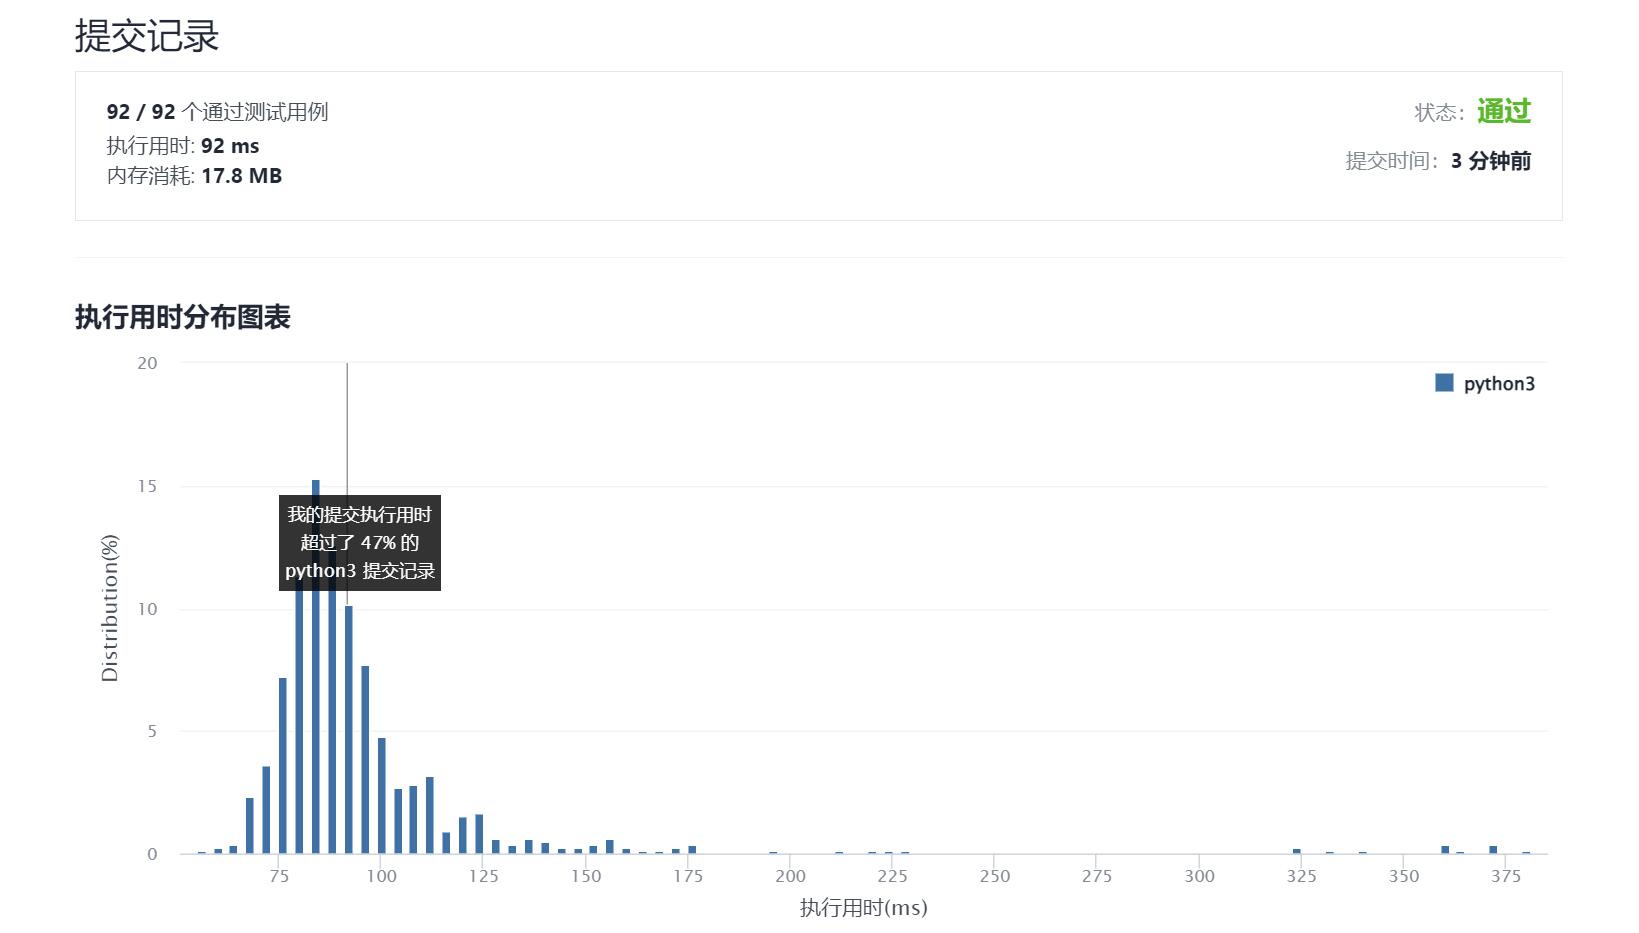 提交记录
92 / 92 个通过测试用例
状态：通过
执行用时: 92 ms
提交时间：3 分钟前
内存消耗: 17.8 MB
执行用时分布图表
20
python3
15
我的提交执行用时
超过了 47% 的
python3 提交记录
Distribution(%)
10
5
0
75 100 125 150 175 200 225 250 275 300 325 350 375
执行用时(ms)